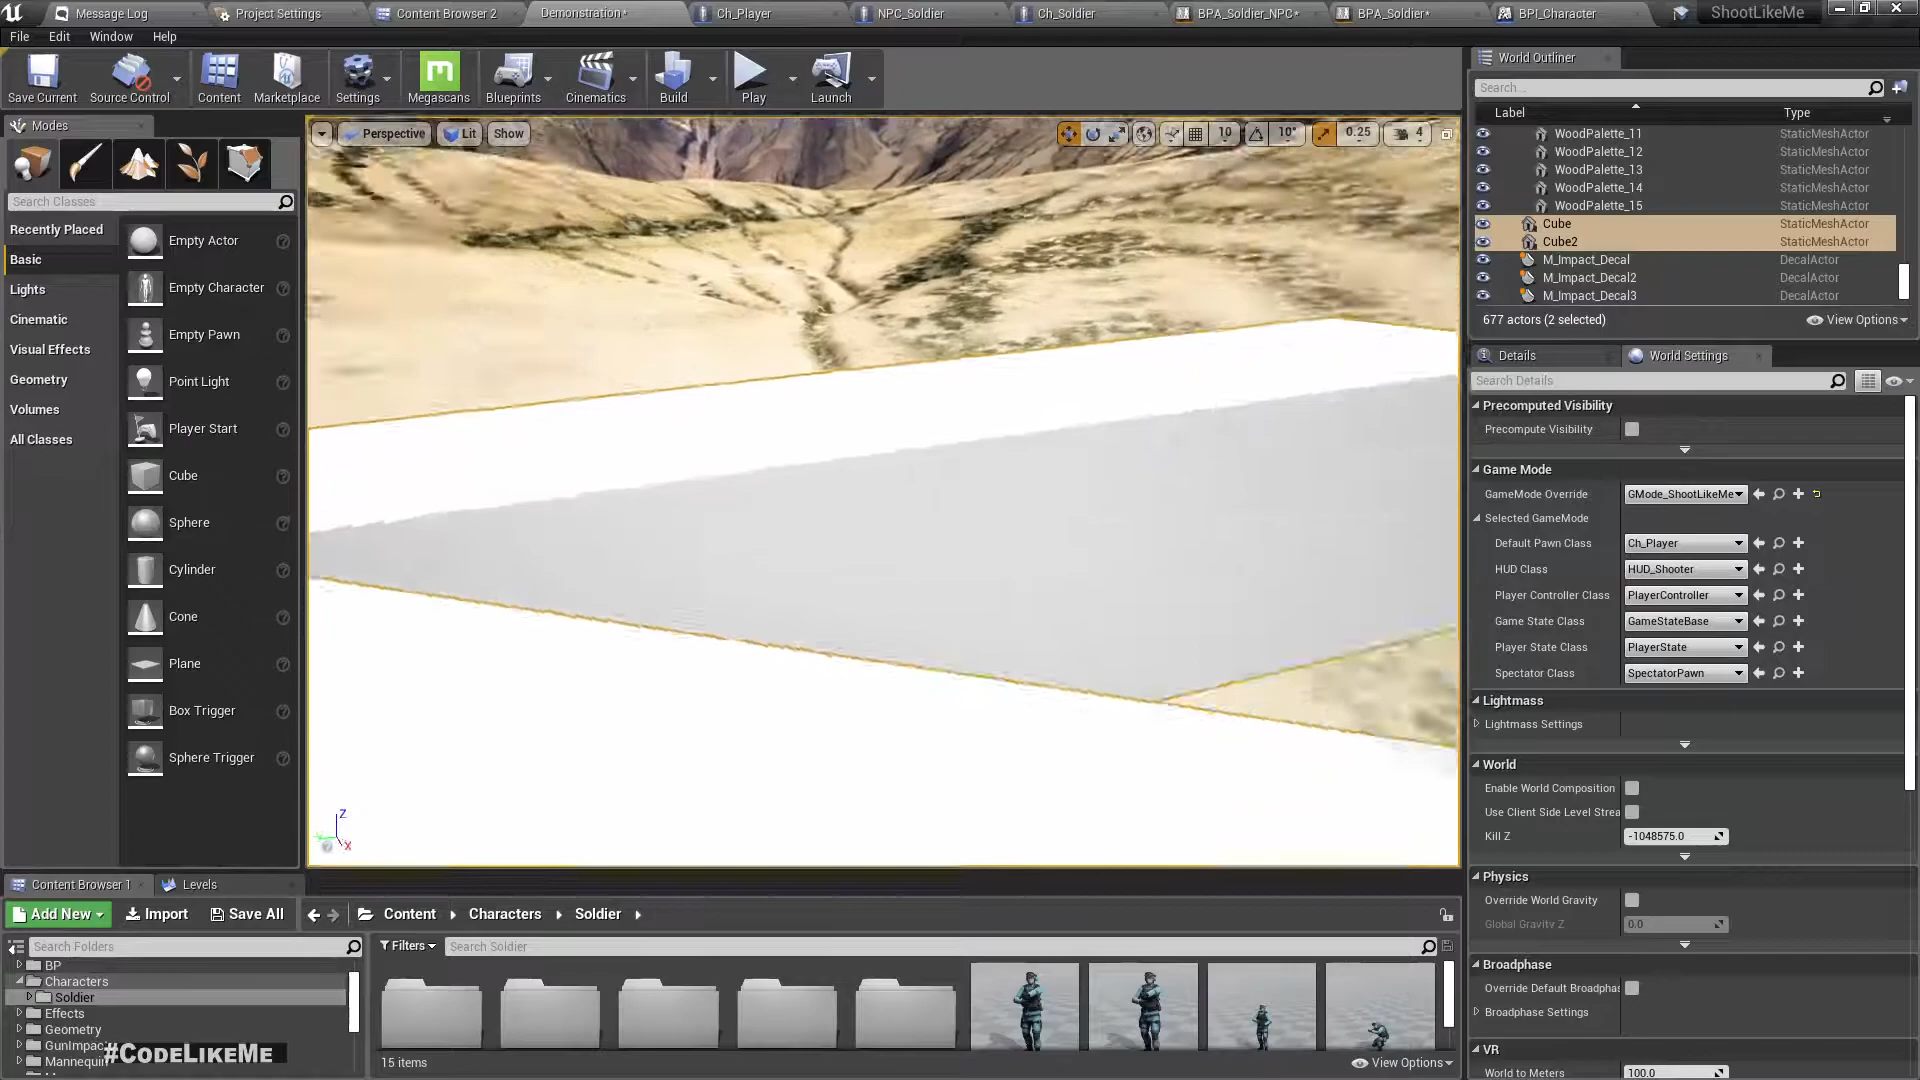 Message Log
Project Settings
Content Browser 2
Demonstration*
Ch_Player
NPC_Soldier
Ch_Soldier
BPA_Soldier_NPC*
BPA_Soldier*
BPI_Character
ShootLikeMe
File Edit Window Help
Save Current
Source Control
Content
Marketplace
Settings
Megascans
Blueprints
Cinematics
Build
Play
Launch
Modes
Search Classes
Recently Placed
Basic
Lights
Cinematic
Visual Effects
Geometry
Volumes
All Classes
Empty Actor
Empty Character
Empty Pawn
Point Light
Player Start
Cube
Sphere
Cylinder
Cone
Plane
Box Trigger
Sphere Trigger
Perspective Lit Show
10 10° 0.25 4
Z
X
World Outliner
Search...
Label Type
WoodPalette_11 StaticMeshActor
WoodPalette_12 StaticMeshActor
WoodPalette_13 StaticMeshActor
WoodPalette_14 StaticMeshActor
WoodPalette_15 StaticMeshActor
Cube StaticMeshActor
Cube2 StaticMeshActor
M_Impact_Decal DecalActor
M_Impact_Decal2 DecalActor
M_Impact_Decal3 DecalActor
677 actors (2 selected) View Options
Details World Settings
Search Details
Precomputed Visibility
Precompute Visibility
Game Mode
GameMode Override GMode_ShootLikeMe
Selected GameMode
Default Pawn Class Ch_Player
HUD Class HUD_Shooter
Player Controller Class PlayerController
Game State Class GameStateBase
Player State Class PlayerState
Spectator Class SpectatorPawn
Lightmass
Lightmass Settings
World
Enable World Composition
Use Client Side Level Strea
Kill Z -1048575.0
Physics
Override World Gravity
Global Gravity Z 0.0
Broadphase
Override Default Broadphas
Broadphase Settings
VR
World to Meters 100.0
Content Browser 1 Levels
Add New Import Save All Content Characters Soldier
Search Folders
Filters Search Soldier
BP
Characters
Soldier
Effects
Geometry
GunImpac
Mannequin
#CodeLikeMe
15 items View Options